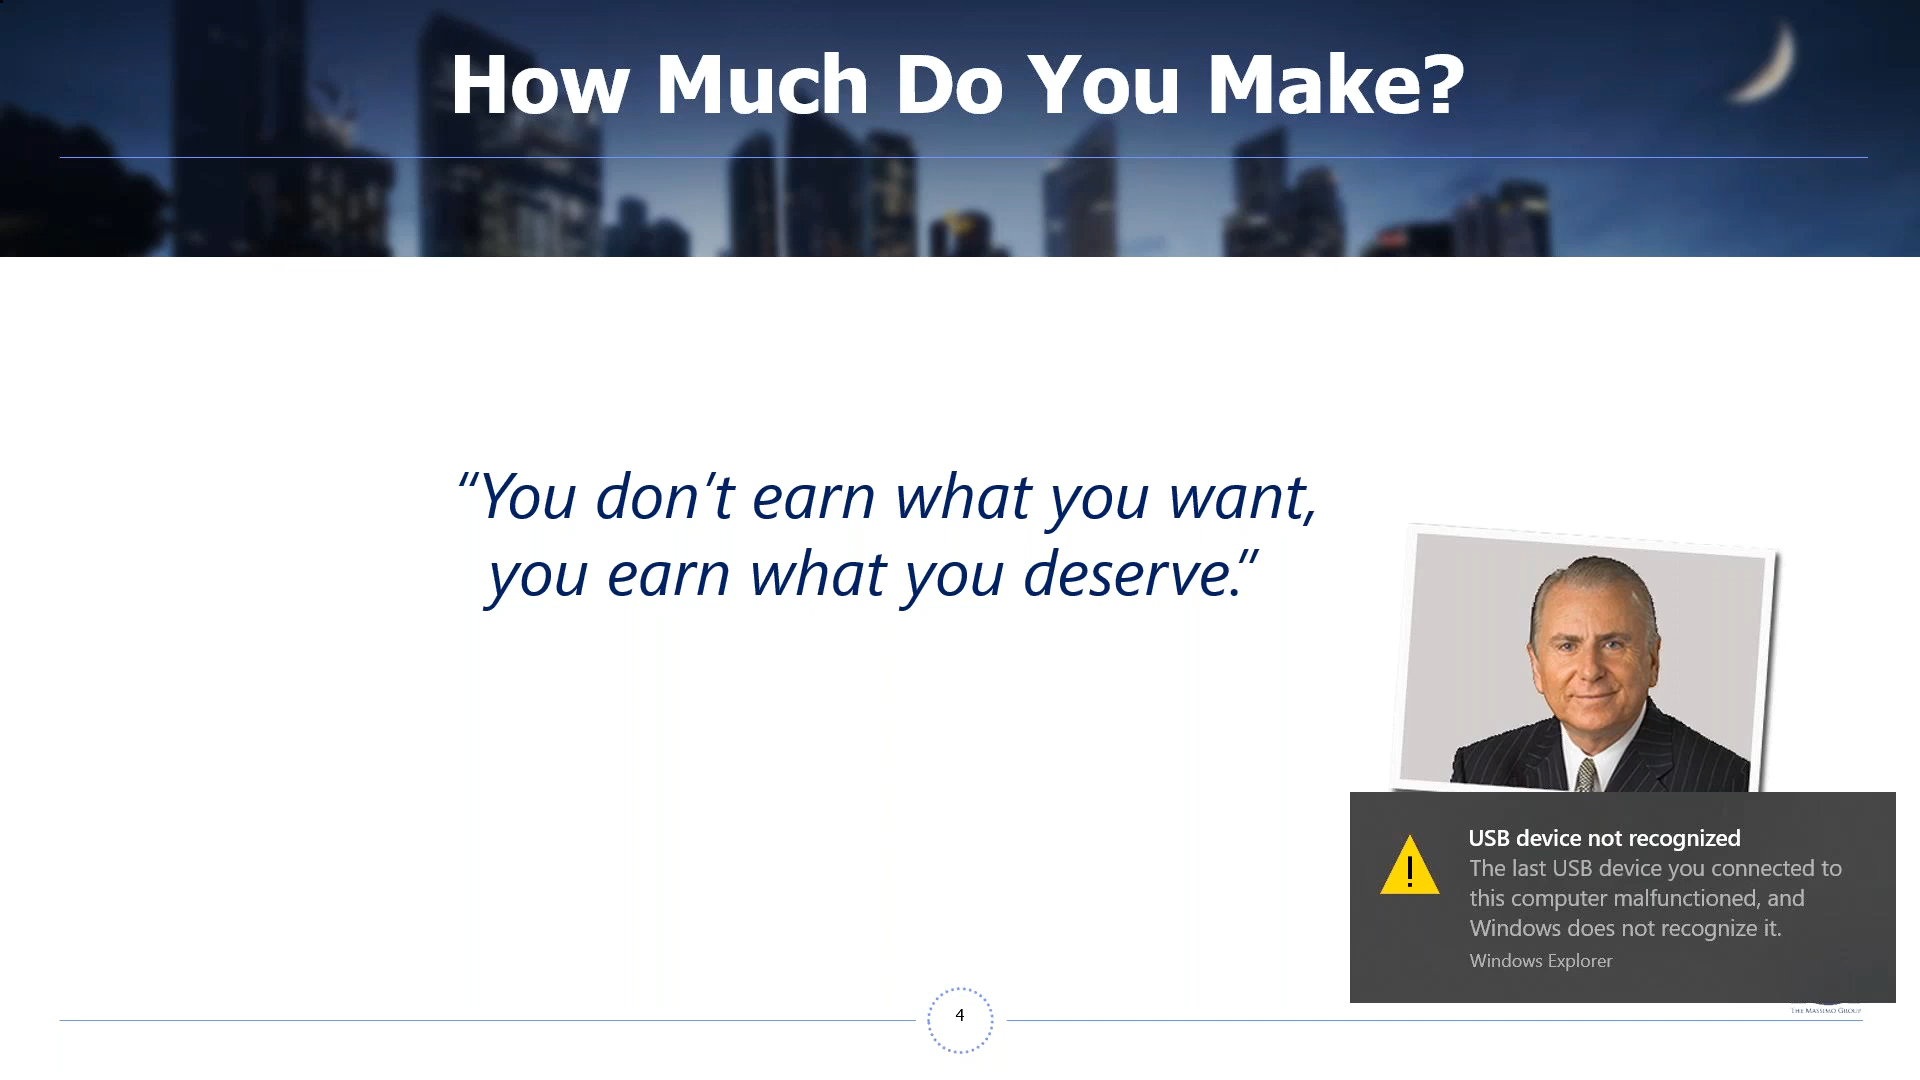 How Much Do You Make?
“You don’t earn what you want,
you earn what you deserve.”
USB device not recognized
The last USB device you connected to
this computer malfunctioned, and
Windows does not recognize it.
Windows Explorer
4
THE MASSIMO GROUP